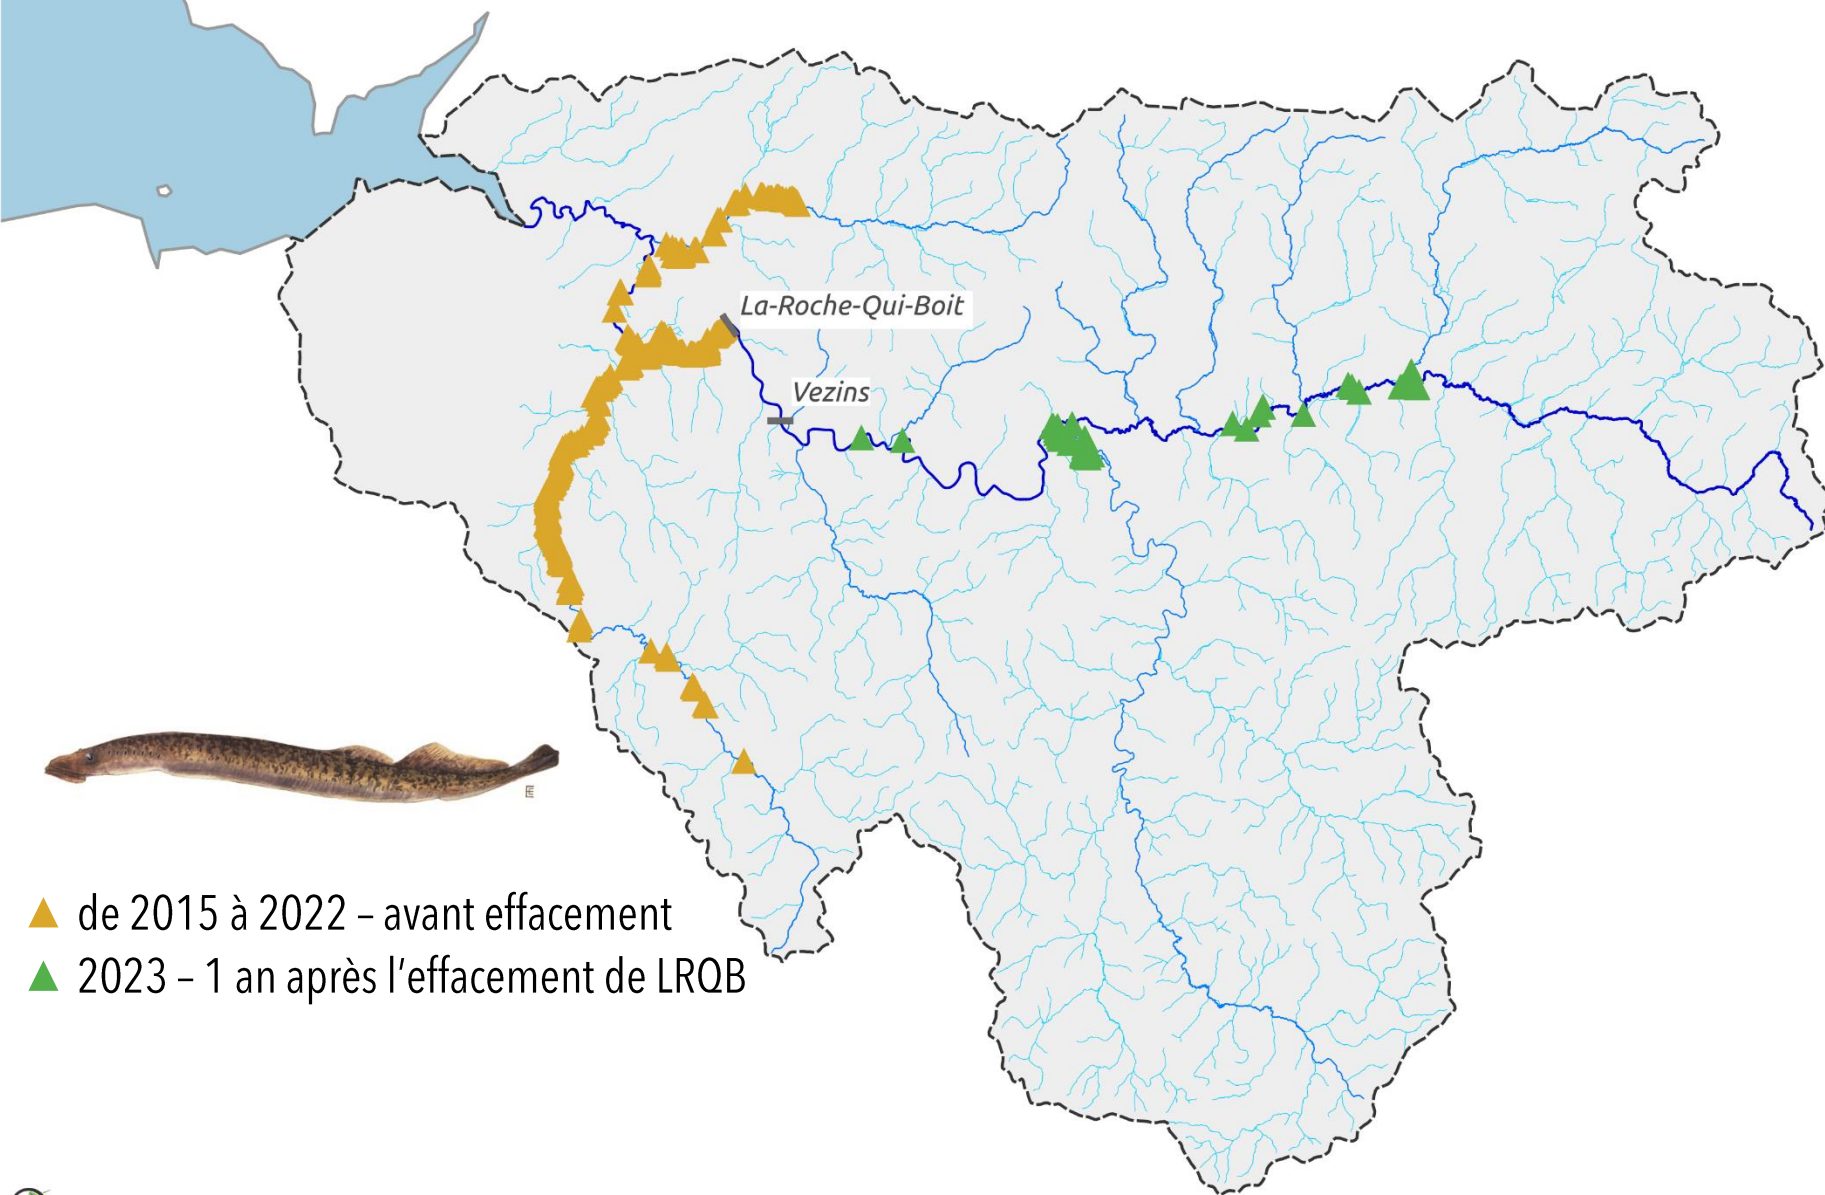 La-Roche-Qui-Boit
Vezins
de 2015 à 2022 – avant effacement
2023 – 1 an après l'effacement de LRQB